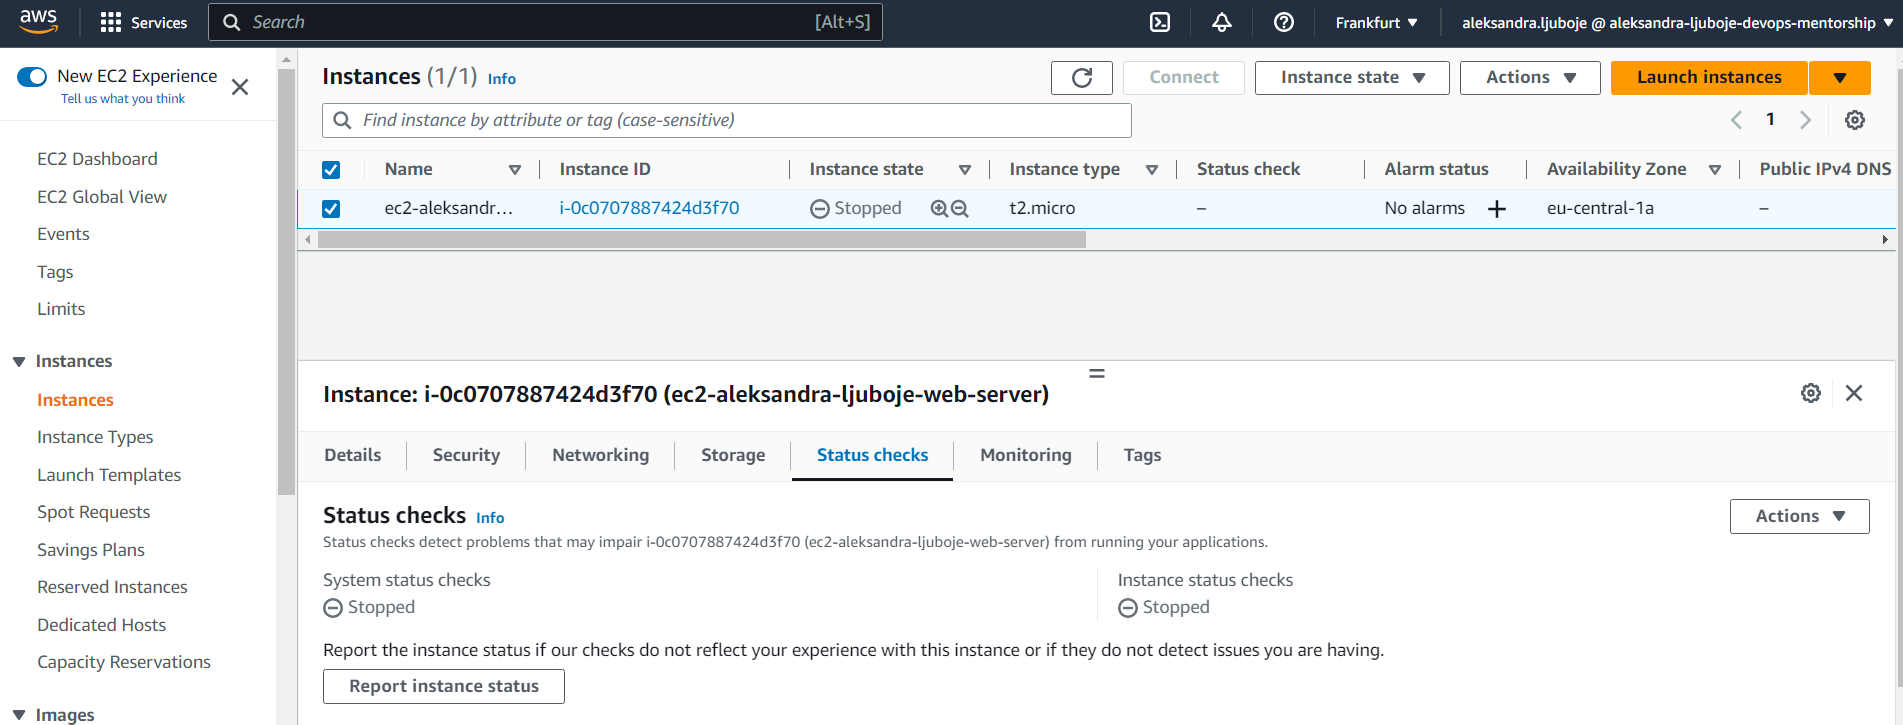 aws
Services
Search [Alt+S]
Frankfurt
aleksandra.ljuboje @ aleksandra-ljuboje-devops-mentorship
New EC2 Experience
Tell us what you think
EC2 Dashboard
EC2 Global View
Events
Tags
Limits
Instances
Instances
Instance Types
Launch Templates
Spot Requests
Savings Plans
Reserved Instances
Dedicated Hosts
Capacity Reservations
Images
Instances (1/1) Info
Connect
Instance state
Actions
Launch instances
Find instance by attribute or tag (case-sensitive)
1
Name Instance ID Instance state Instance type Status check Alarm status Availability Zone Public IPv4 DNS
ec2-aleksandr... i-0c0707887424d3f70 Stopped t2.micro – No alarms + eu-central-1a –
Instance: i-0c0707887424d3f70 (ec2-aleksandra-ljuboje-web-server)
Details Security Networking Storage Status checks Monitoring Tags
Status checks Info
Actions
Status checks detect problems that may impair i-0c0707887424d3f70 (ec2-aleksandra-ljuboje-web-server) from running your applications.
System status checks
Stopped
Instance status checks
Stopped
Report the instance status if our checks do not reflect your experience with this instance or if they do not detect issues you are having.
Report instance status